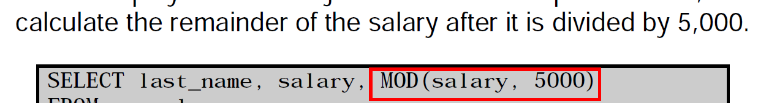 calculate the remainder of the salary after it is divided by 5,000.
SELECT last_name, salary, MOD(salary, 5000)